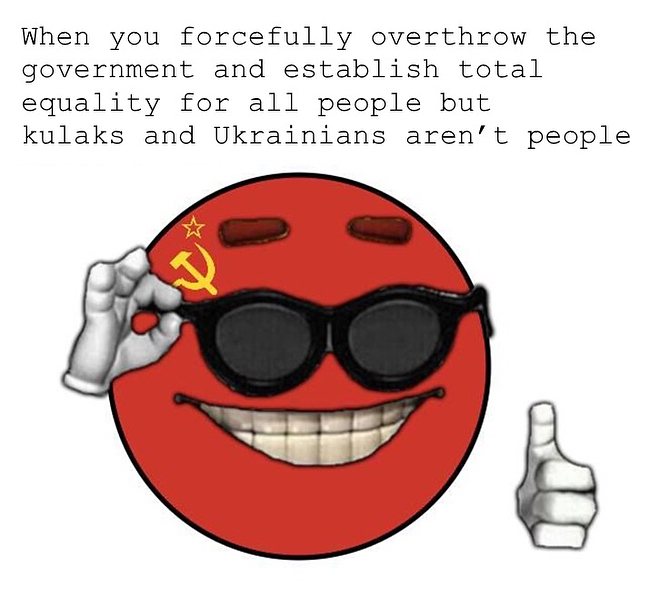 When you forcefully overthrow the
government and establish total
equality for all people but
kulaks and Ukrainians aren’t people